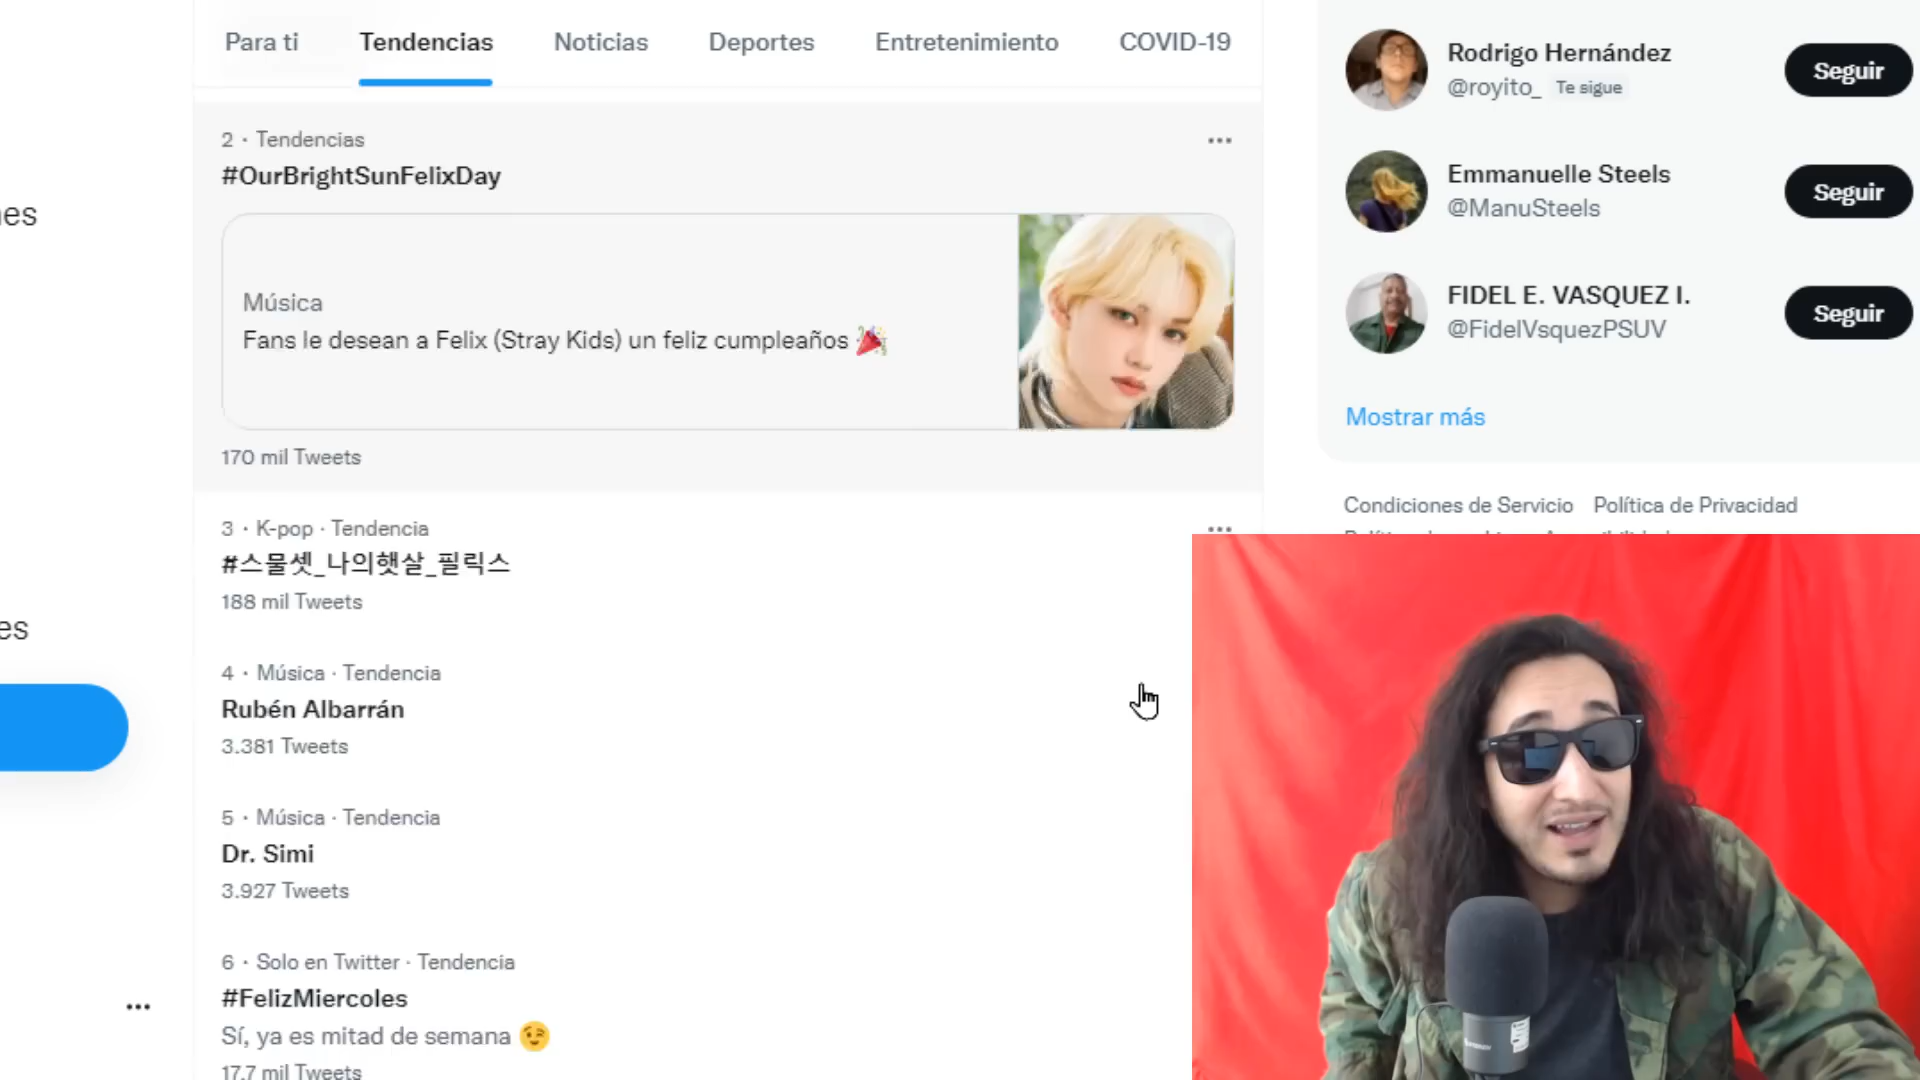 Para ti
Tendencias
Noticias
Deportes
Entretenimiento
COVID-19
2 · Tendencias
#OurBrightSunFelixDay
Música
Fans le desean a Felix (Stray Kids) un feliz cumpleaños 🎉
170 mil Tweets
3 · K-pop · Tendencia
#스물셋_나의햇살_필릭스
188 mil Tweets
4 · Música · Tendencia
Rubén Albarrán
3.381 Tweets
5 · Música · Tendencia
Dr. Simi
3.927 Tweets
6 · Solo en Twitter · Tendencia
#FelizMiercoles
Sí, ya es mitad de semana 😉
17,7 mil Tweets
Rodrigo Hernández
@royito_ Te sigue
Seguir
Emmanuelle Steels
@ManuSteels
Seguir
FIDEL E. VASQUEZ I.
@FidelVsquezPSUV
Seguir
Mostrar más
Condiciones de Servicio Política de Privacidad
es